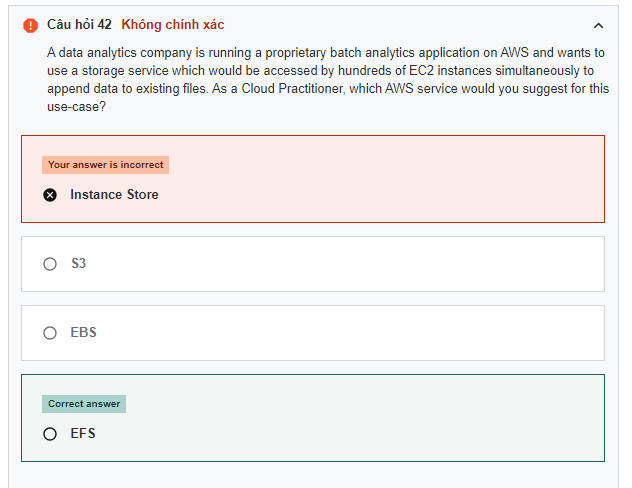 Câu hỏi 42 Không chính xác
A data analytics company is running a proprietary batch analytics application on AWS and wants to
use a storage service which would be accessed by hundreds of EC2 instances simultaneously to
append data to existing files. As a Cloud Practitioner, which AWS service would you suggest for this
use-case?
Your answer is incorrect
Instance Store
S3
EBS
Correct answer
EFS